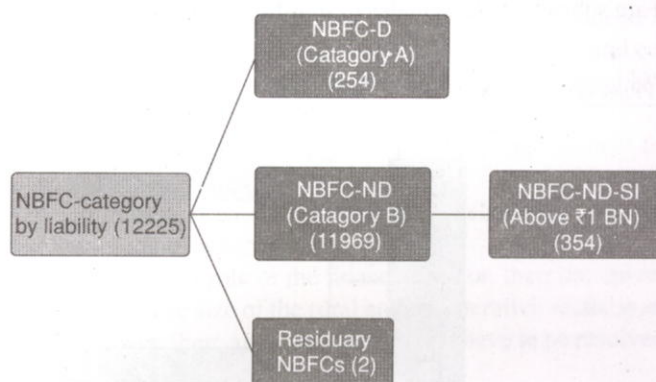 NBFC-D
(Catagory A)
(254)
NBFC-category
by liability (12225)
NBFC-ND
(Catagory B)
(11969)
NBFC-ND-SI
(Above ₹1 BN)
(354)
Residuary
NBFCs (2)